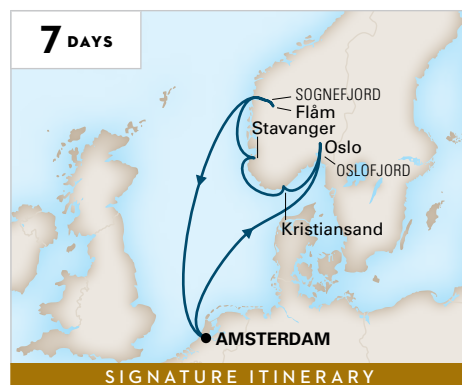 7 DAYS
SOGNEFJORD
Flåm
Stavanger
Oslo
OSLOFJORD
Kristiansand
AMSTERDAM
SIGNATURE ITINERARY